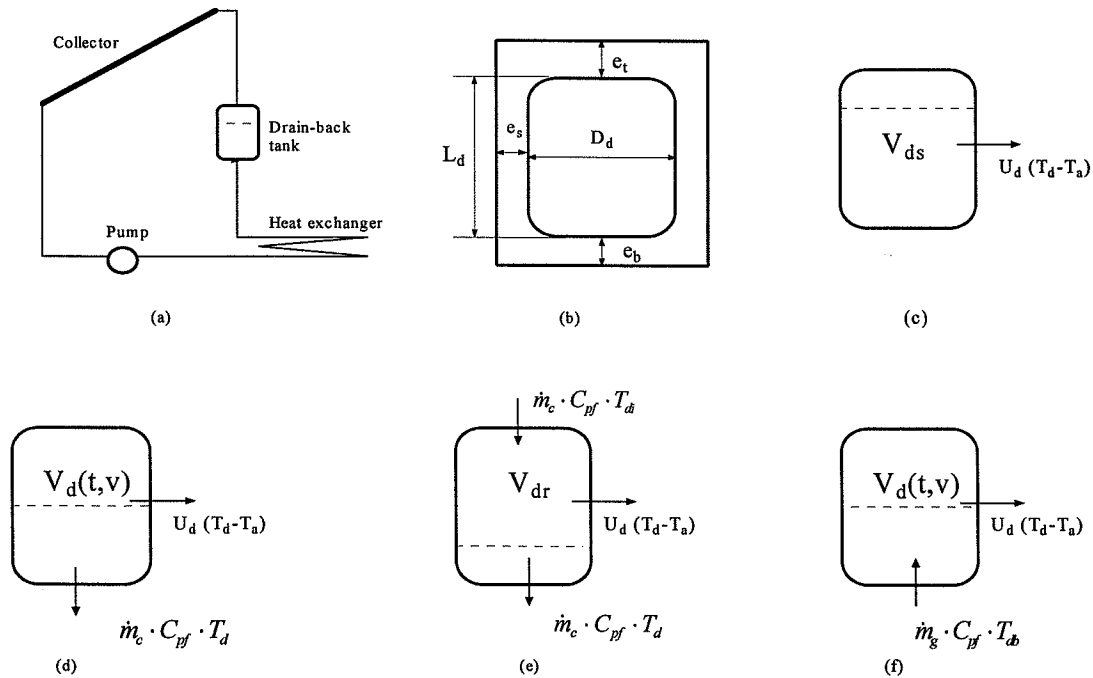 Collector
Drain-back
tank
Heat exchanger
Pump
(a)
e_t
e_s
D_d
L_d
e_b
(b)
V_ds
U_d (T_d-T_a)
(c)
V_d(t,v)
U_d (T_d-T_a)
ṁ_c · C_pf · T_d
(d)
ṁ_c · C_pf · T_di
V_dr
U_d (T_d-T_a)
ṁ_c · C_pf · T_d
(e)
V_d(t,v)
U_d (T_d-T_a)
ṁ_g · C_pf · T_db
(f)